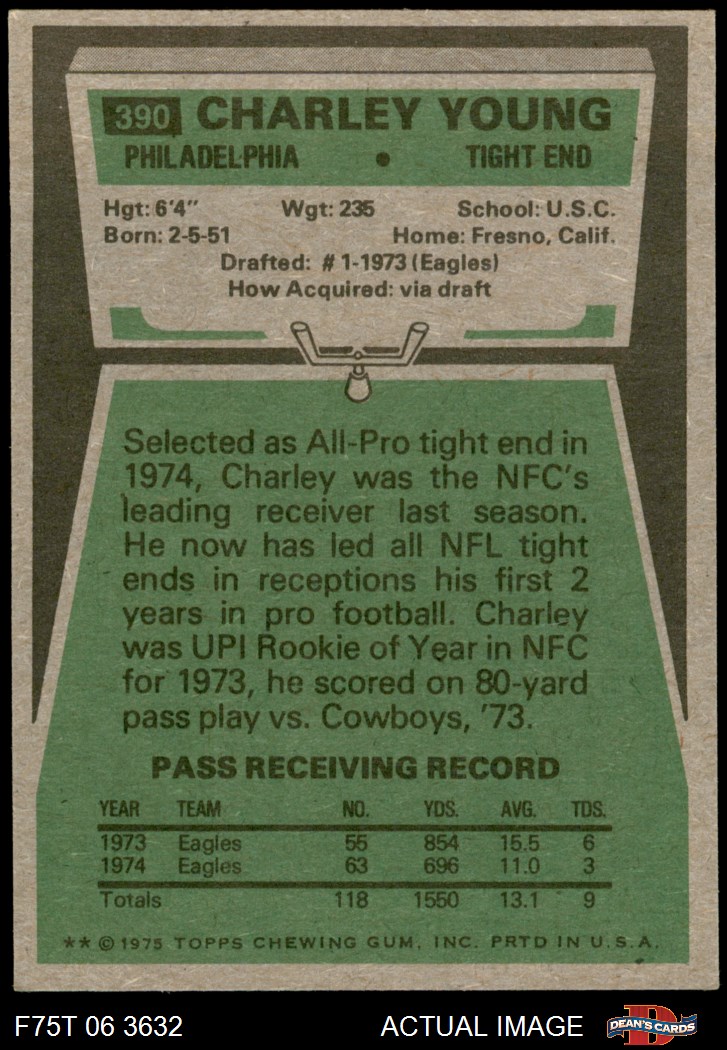 390 CHARLEY YOUNG
PHILADELPHIA • TIGHT END
Hgt: 6'4" Wgt: 235 School: U.S.C.
Born: 2-5-51 Home: Fresno, Calif.
Drafted: #1-1973 (Eagles)
How Acquired: via draft
Selected as All-Pro tight end in
1974, Charley was the NFC's
leading receiver last season.
He now has led all NFL tight
ends in receptions his first 2
years in pro football. Charley
was UPI Rookie of Year in NFC
for 1973, he scored on 80-yard
pass play vs. Cowboys, '73.
PASS RECEIVING RECORD
YEAR TEAM NO. YDS. AVG. TDS.
1973 Eagles 55 854 15.5 6
1974 Eagles 63 696 11.0 3
Totals 118 1550 13.1 9
** © 1975 TOPPS CHEWING GUM, INC. PRTD IN U.S.A.
F75T 06 3632 ACTUAL IMAGE DEAN'S CARDS